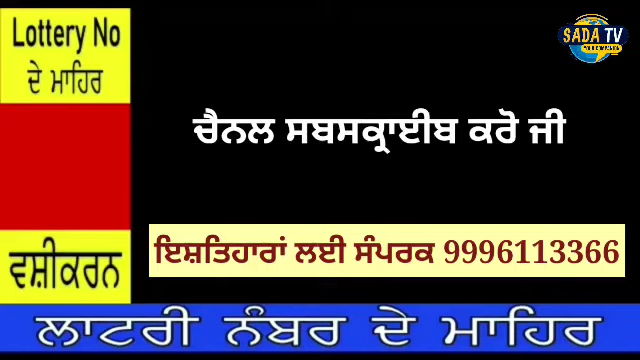 Lottery No
ਦੇ ਮਾਹਿਰ
SADA TV
ਚੈਨਲ ਸਬਸਕ੍ਰਾਈਬ ਕਰੋ ਜੀ
ਇਸ਼ਤਿਹਾਰਾਂ ਲਈ ਸੰਪਰਕ 9996113366
ਵਸ਼ੀਕਰਨ
ਲਾਟਰੀ ਨੰਬਰ ਦੇ ਮਾਹਿਰ